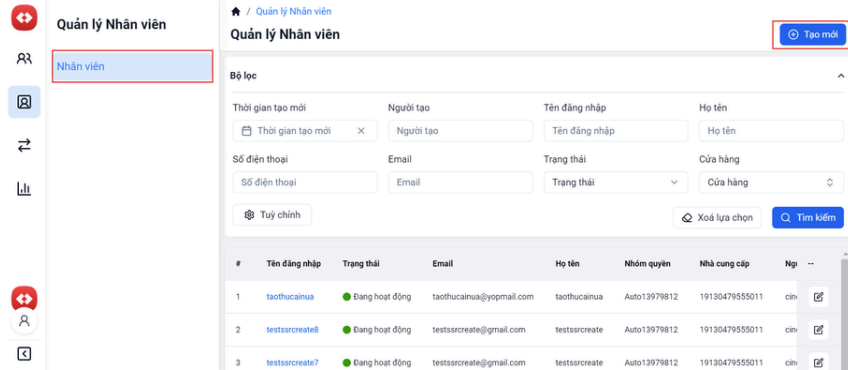 Quản lý Nhân viên
Nhân viên
/ Quản lý Nhân viên
Quản lý Nhân viên
Tạo mới
Bộ lọc
Thời gian tạo mới Người tạo Tên đăng nhập Họ tên
Thời gian tạo mới Người tạo Tên đăng nhập Họ tên
Số điện thoại Email Trạng thái Cửa hàng
Số điện thoại Email Trạng thái Cửa hàng
Tuỳ chỉnh Xoá lựa chọn Tìm kiếm
# Tên đăng nhập Trạng thái Email Họ tên Nhóm quyền Nhà cung cấp --
1 taothucainua Đang hoạt động taothucainua@yopmail.com taothucainua Auto13979812 19130479555011
2 testssrcreate8 Đang hoạt động testssrcreate@gmail.com testssrcreate Auto13979812 19130479555011
3 testssrcreate7 Đang hoạt động testssrcreate@gmail.com testssrcreate Auto13979812 19130479555011